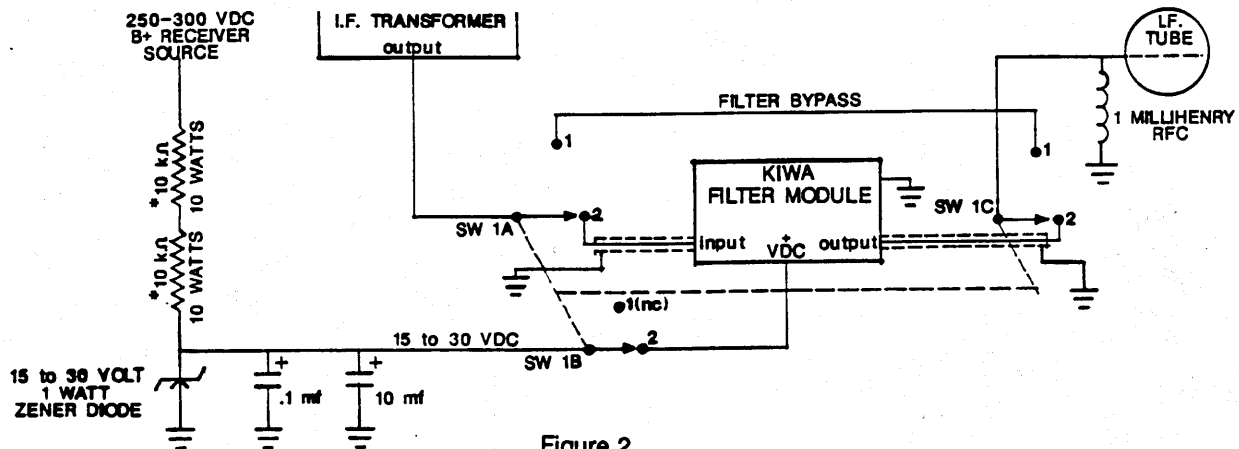 250-300 VDC
B+ RECEIVER
SOURCE
I.F. TRANSFORMER
output
I.F.
TUBE
FILTER BYPASS
1
1
1 MILLIHENRY
RFC
*10 kΩ
10 WATTS
*10 kΩ
10 WATTS
KIWA
FILTER MODULE
SW 1A
2
input
+
VDC
output
SW 1C
2
1(nc)
15 to 30 VDC
SW 1B
2
15 to 30 VOLT
1 WATT
ZENER DIODE
+
.1 mf
+
10 mf
Figure 2